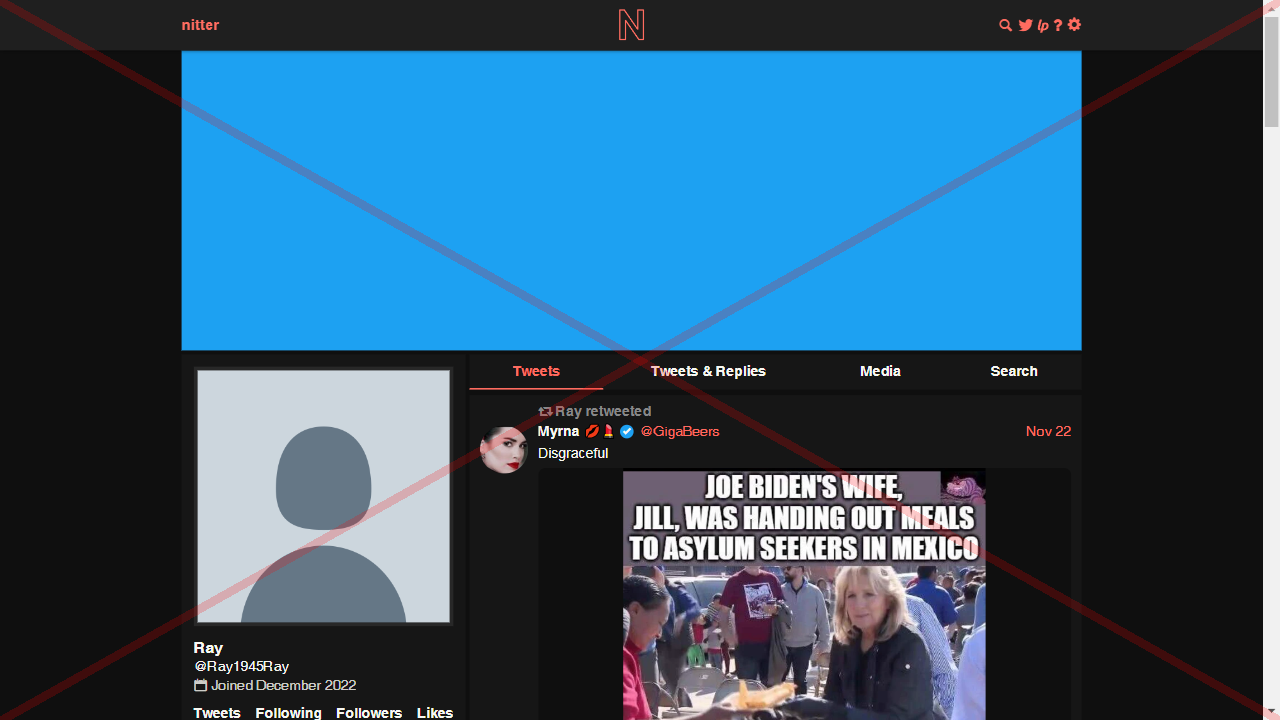 nitter
N
lp ?
Tweets
Tweets & Replies
Media
Search
Ray retweeted
Myrna 💋💄 @GigaBeers
Nov 22
Disgraceful
JOE BIDEN'S WIFE,
JILL, WAS HANDING OUT MEALS
TO ASYLUM SEEKERS IN MEXICO
Ray
@Ray1945Ray
Joined December 2022
Tweets Following Followers Likes